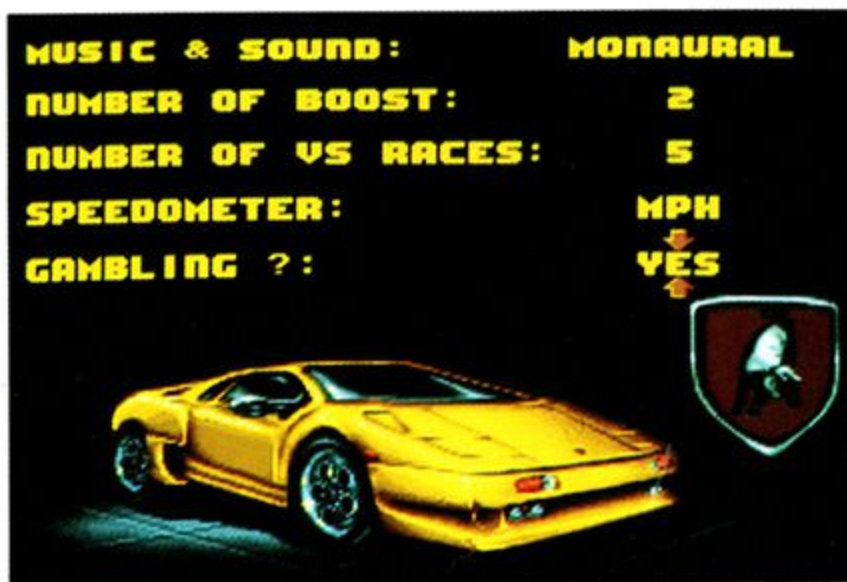 MUSIC & SOUND: MONAURAL
NUMBER OF BOOST: 2
NUMBER OF VS RACES: 5
SPEEDOMETER: MPH
GAMBLING ?: YES